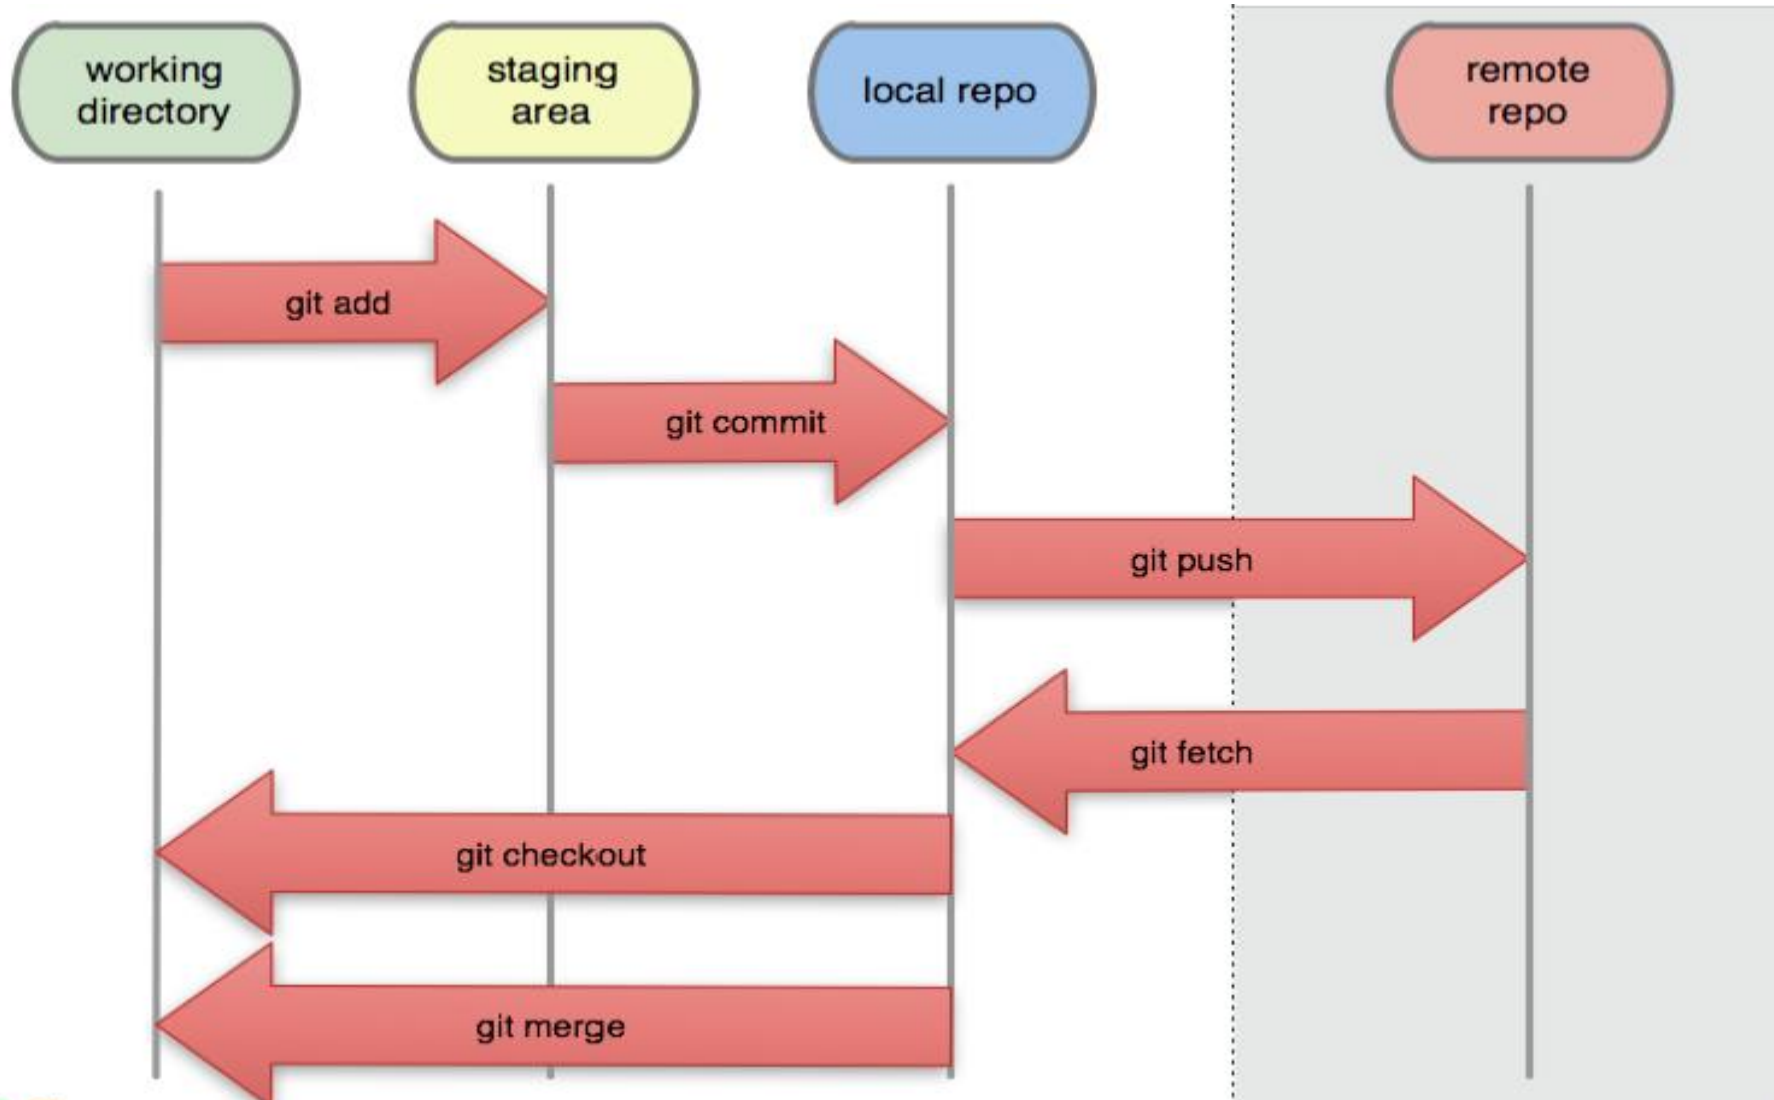 working
directory
staging
area
local repo
remote
repo
git add
git commit
git push
git fetch
git checkout
git merge